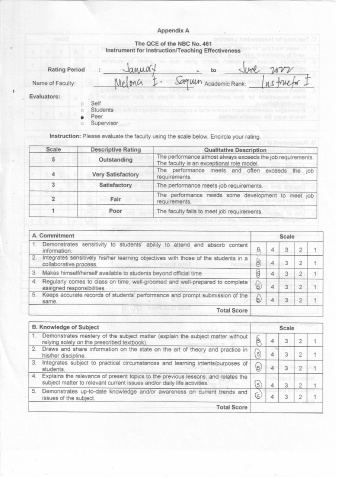 Appendix A
The QCE of the NBC No. 461
Instrument for Instruction/Teaching Effectiveness
Rating Period : January - to June 2022
Name of Faculty: I. Academic Rank: Instructor I
Evaluators:
Self
Students
Peer
Supervisor
Instruction: Please evaluate the faculty using the scale below. Encircle your rating.
Scale Descriptive Rating Qualitative Description
5 Outstanding The performance almost always exceeds the job requirements.
The faculty is an exceptional role model.
4 Very Satisfactory The performance meets and often exceeds the job
requirements.
3 Satisfactory The performance meets job requirements.
2 Fair The performance needs some development to meet job
requirements.
1 Poor The faculty fails to meet job requirements.
A. Commitment Scale
1. Demonstrates sensitivity to students' ability to attend and absorb content
information. 5 4 3 2 1
2. Integrates sensitively his/her learning objectives with those of the students in a
collaborative process. 5 4 3 2 1
3. Makes himself/herself available to students beyond official time 5 4 3 2 1
4. Regularly comes to class on time, well-groomed and well-prepared to complete
assigned responsibilities. 5 4 3 2 1
5. Keeps accurate records of students' performance and prompt submission of the
same. 5 4 3 2 1
Total Score
B. Knowledge of Subject Scale
1. Demonstrates mastery of the subject matter (explain the subject matter without
relying solely on the prescribed textbook). 5 4 3 2 1
2. Draws and share information on the state on the art of theory and practice in
his/her discipline. 5 4 3 2 1
3. Integrates subject to practical circumstances and learning intents/purposes of
students. 5 4 3 2 1
4. Explains the relevance of present topics to the previous lessons, and relates the
subject matter to relevant current issues and/or daily life activities. 5 4 3 2 1
5. Demonstrates up-to-date knowledge and/or awareness on current trends and
issues of the subject. 5 4 3 2 1
Total Score